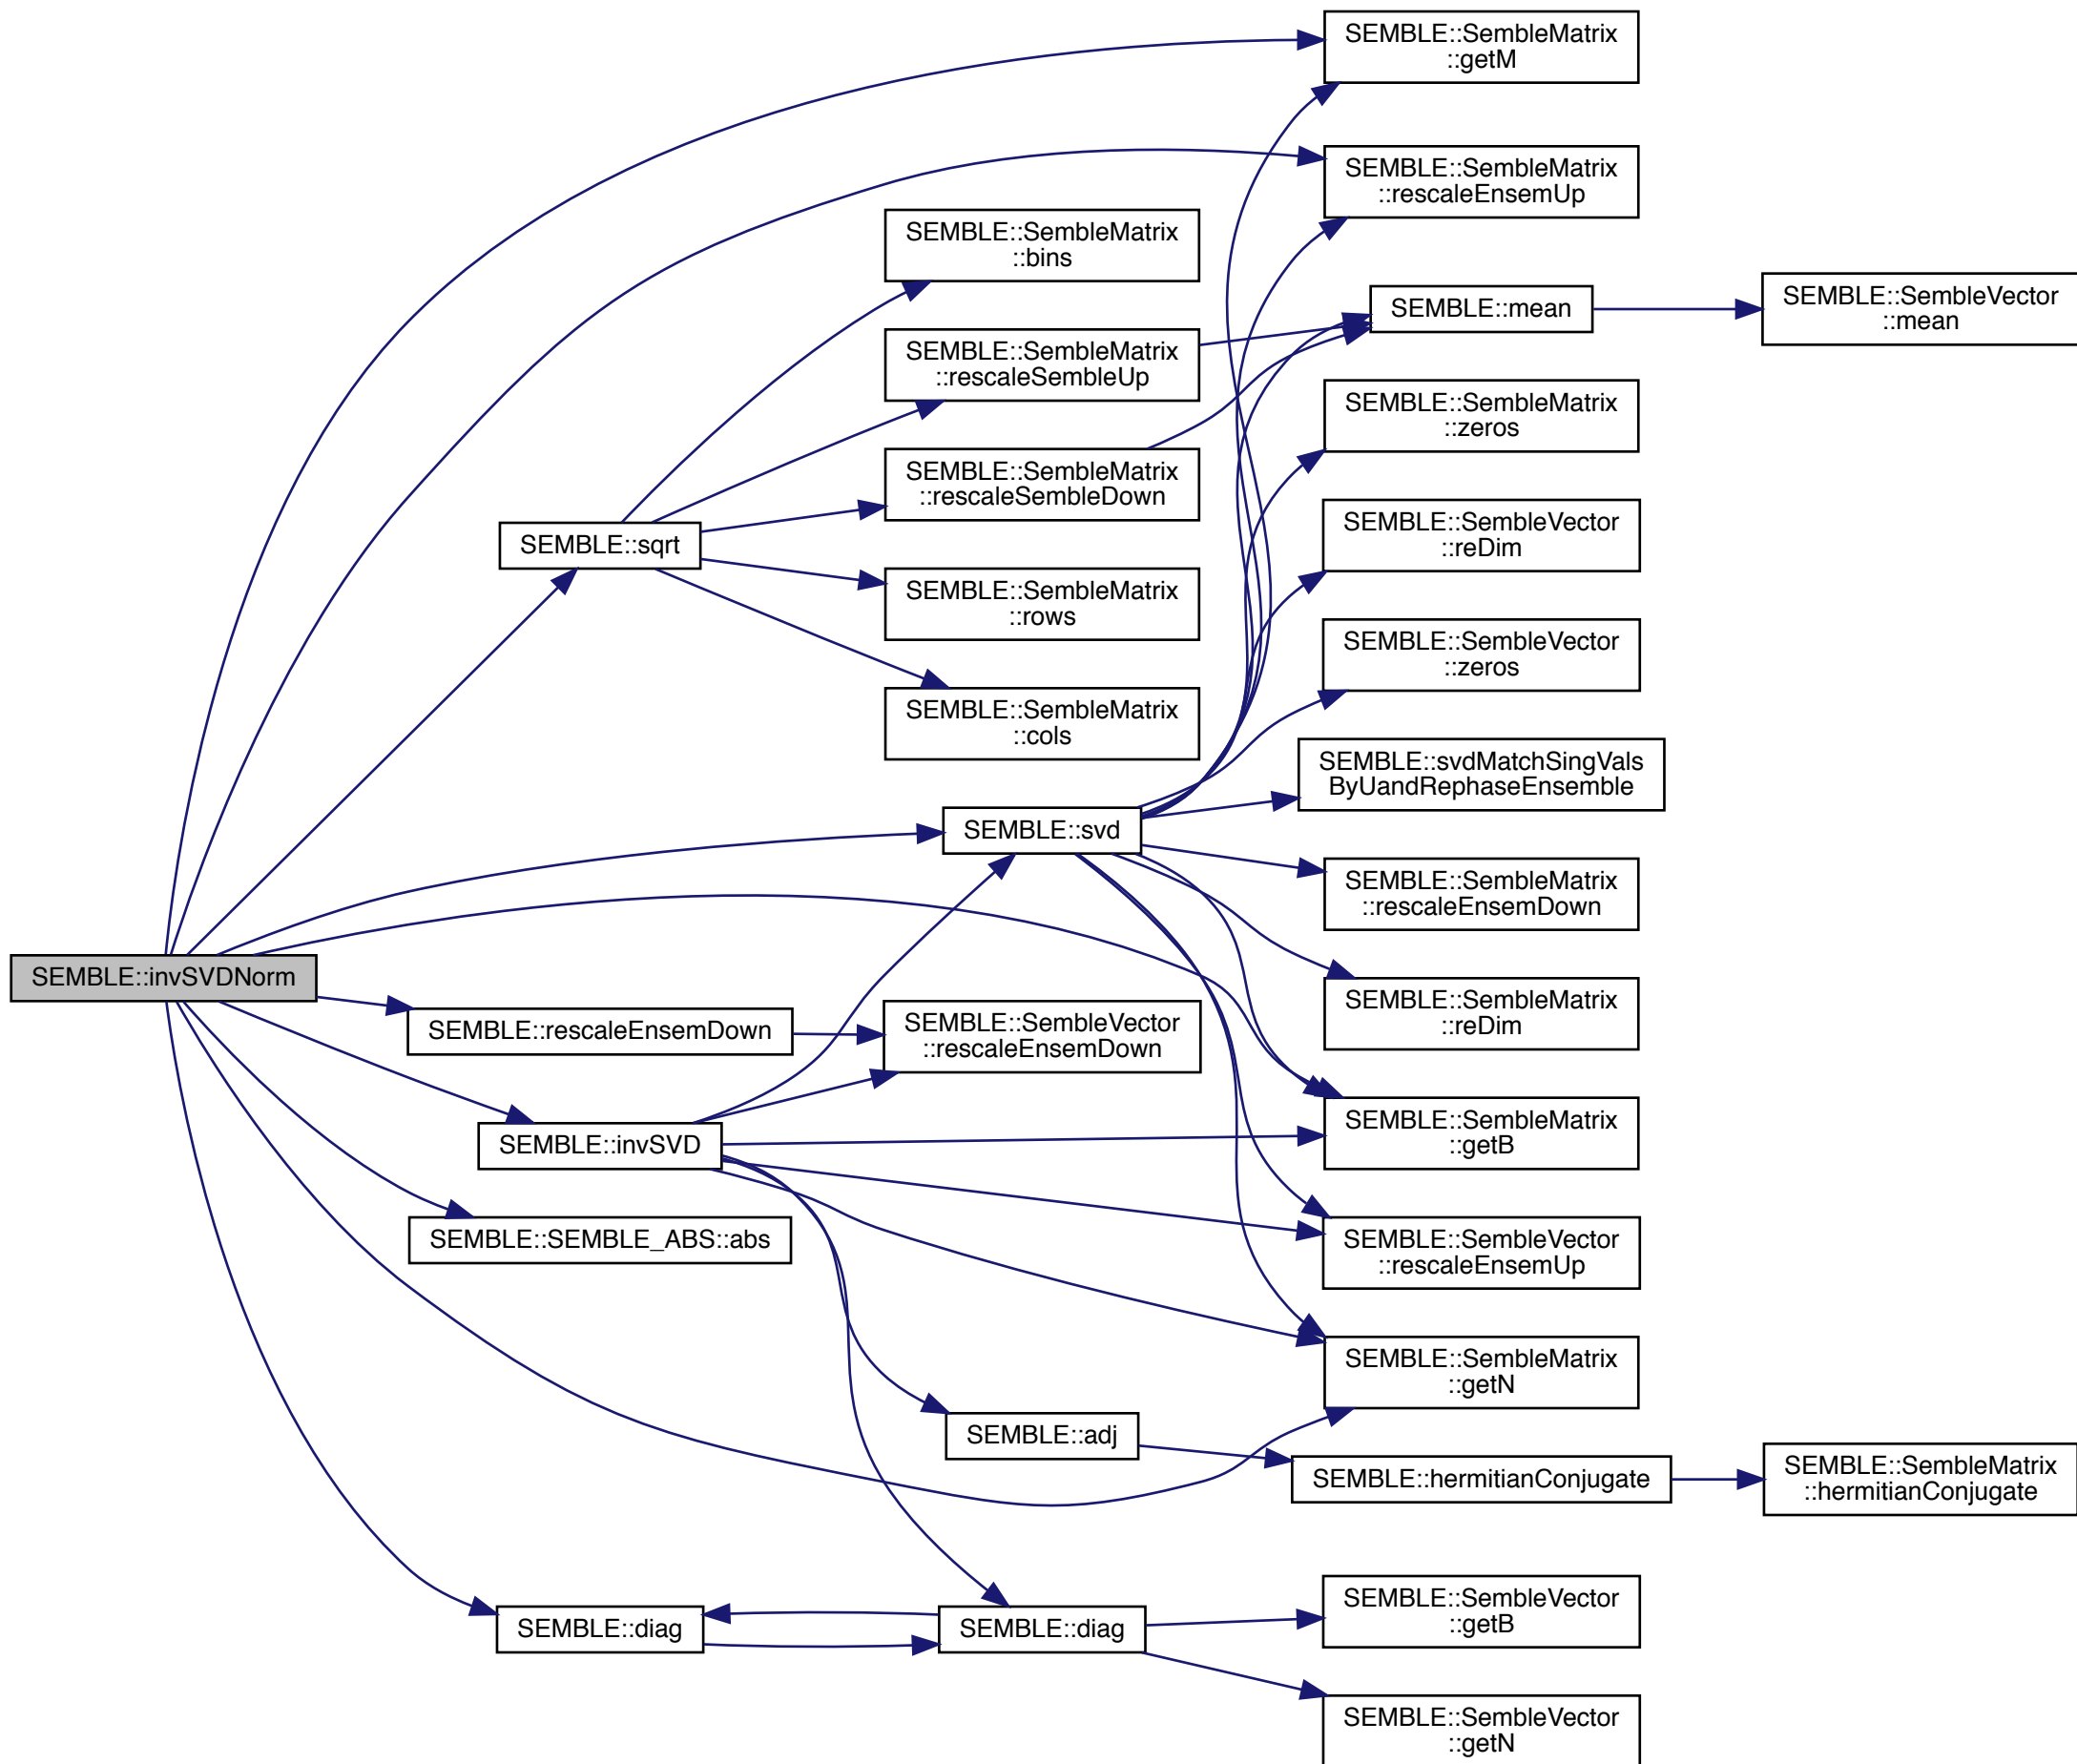 SEMBLE::SembleMatrix
::getM
SEMBLE::SembleMatrix
::rescaleEnsemUp
SEMBLE::SembleMatrix
::bins
SEMBLE::mean
SEMBLE::SembleVector
::mean
SEMBLE::SembleMatrix
::rescaleSembleUp
SEMBLE::SembleMatrix
::zeros
SEMBLE::SembleMatrix
::rescaleSembleDown
SEMBLE::SembleVector
::reDim
SEMBLE::sqrt
SEMBLE::SembleMatrix
::rows
SEMBLE::SembleVector
::zeros
SEMBLE::SembleMatrix
::cols
SEMBLE::svdMatchSingVals
ByUandRephaseEnsemble
SEMBLE::svd
SEMBLE::SembleMatrix
::rescaleEnsemDown
SEMBLE::invSVDNorm
SEMBLE::SembleMatrix
::reDim
SEMBLE::rescaleEnsemDown
SEMBLE::SembleVector
::rescaleEnsemDown
SEMBLE::invSVD
SEMBLE::SembleMatrix
::getB
SEMBLE::SEMBLE_ABS::abs
SEMBLE::SembleVector
::rescaleEnsemUp
SEMBLE::SembleMatrix
::getN
SEMBLE::adj
SEMBLE::hermitianConjugate
SEMBLE::SembleMatrix
::hermitianConjugate
SEMBLE::diag
SEMBLE::diag
SEMBLE::SembleVector
::getB
SEMBLE::SembleVector
::getN